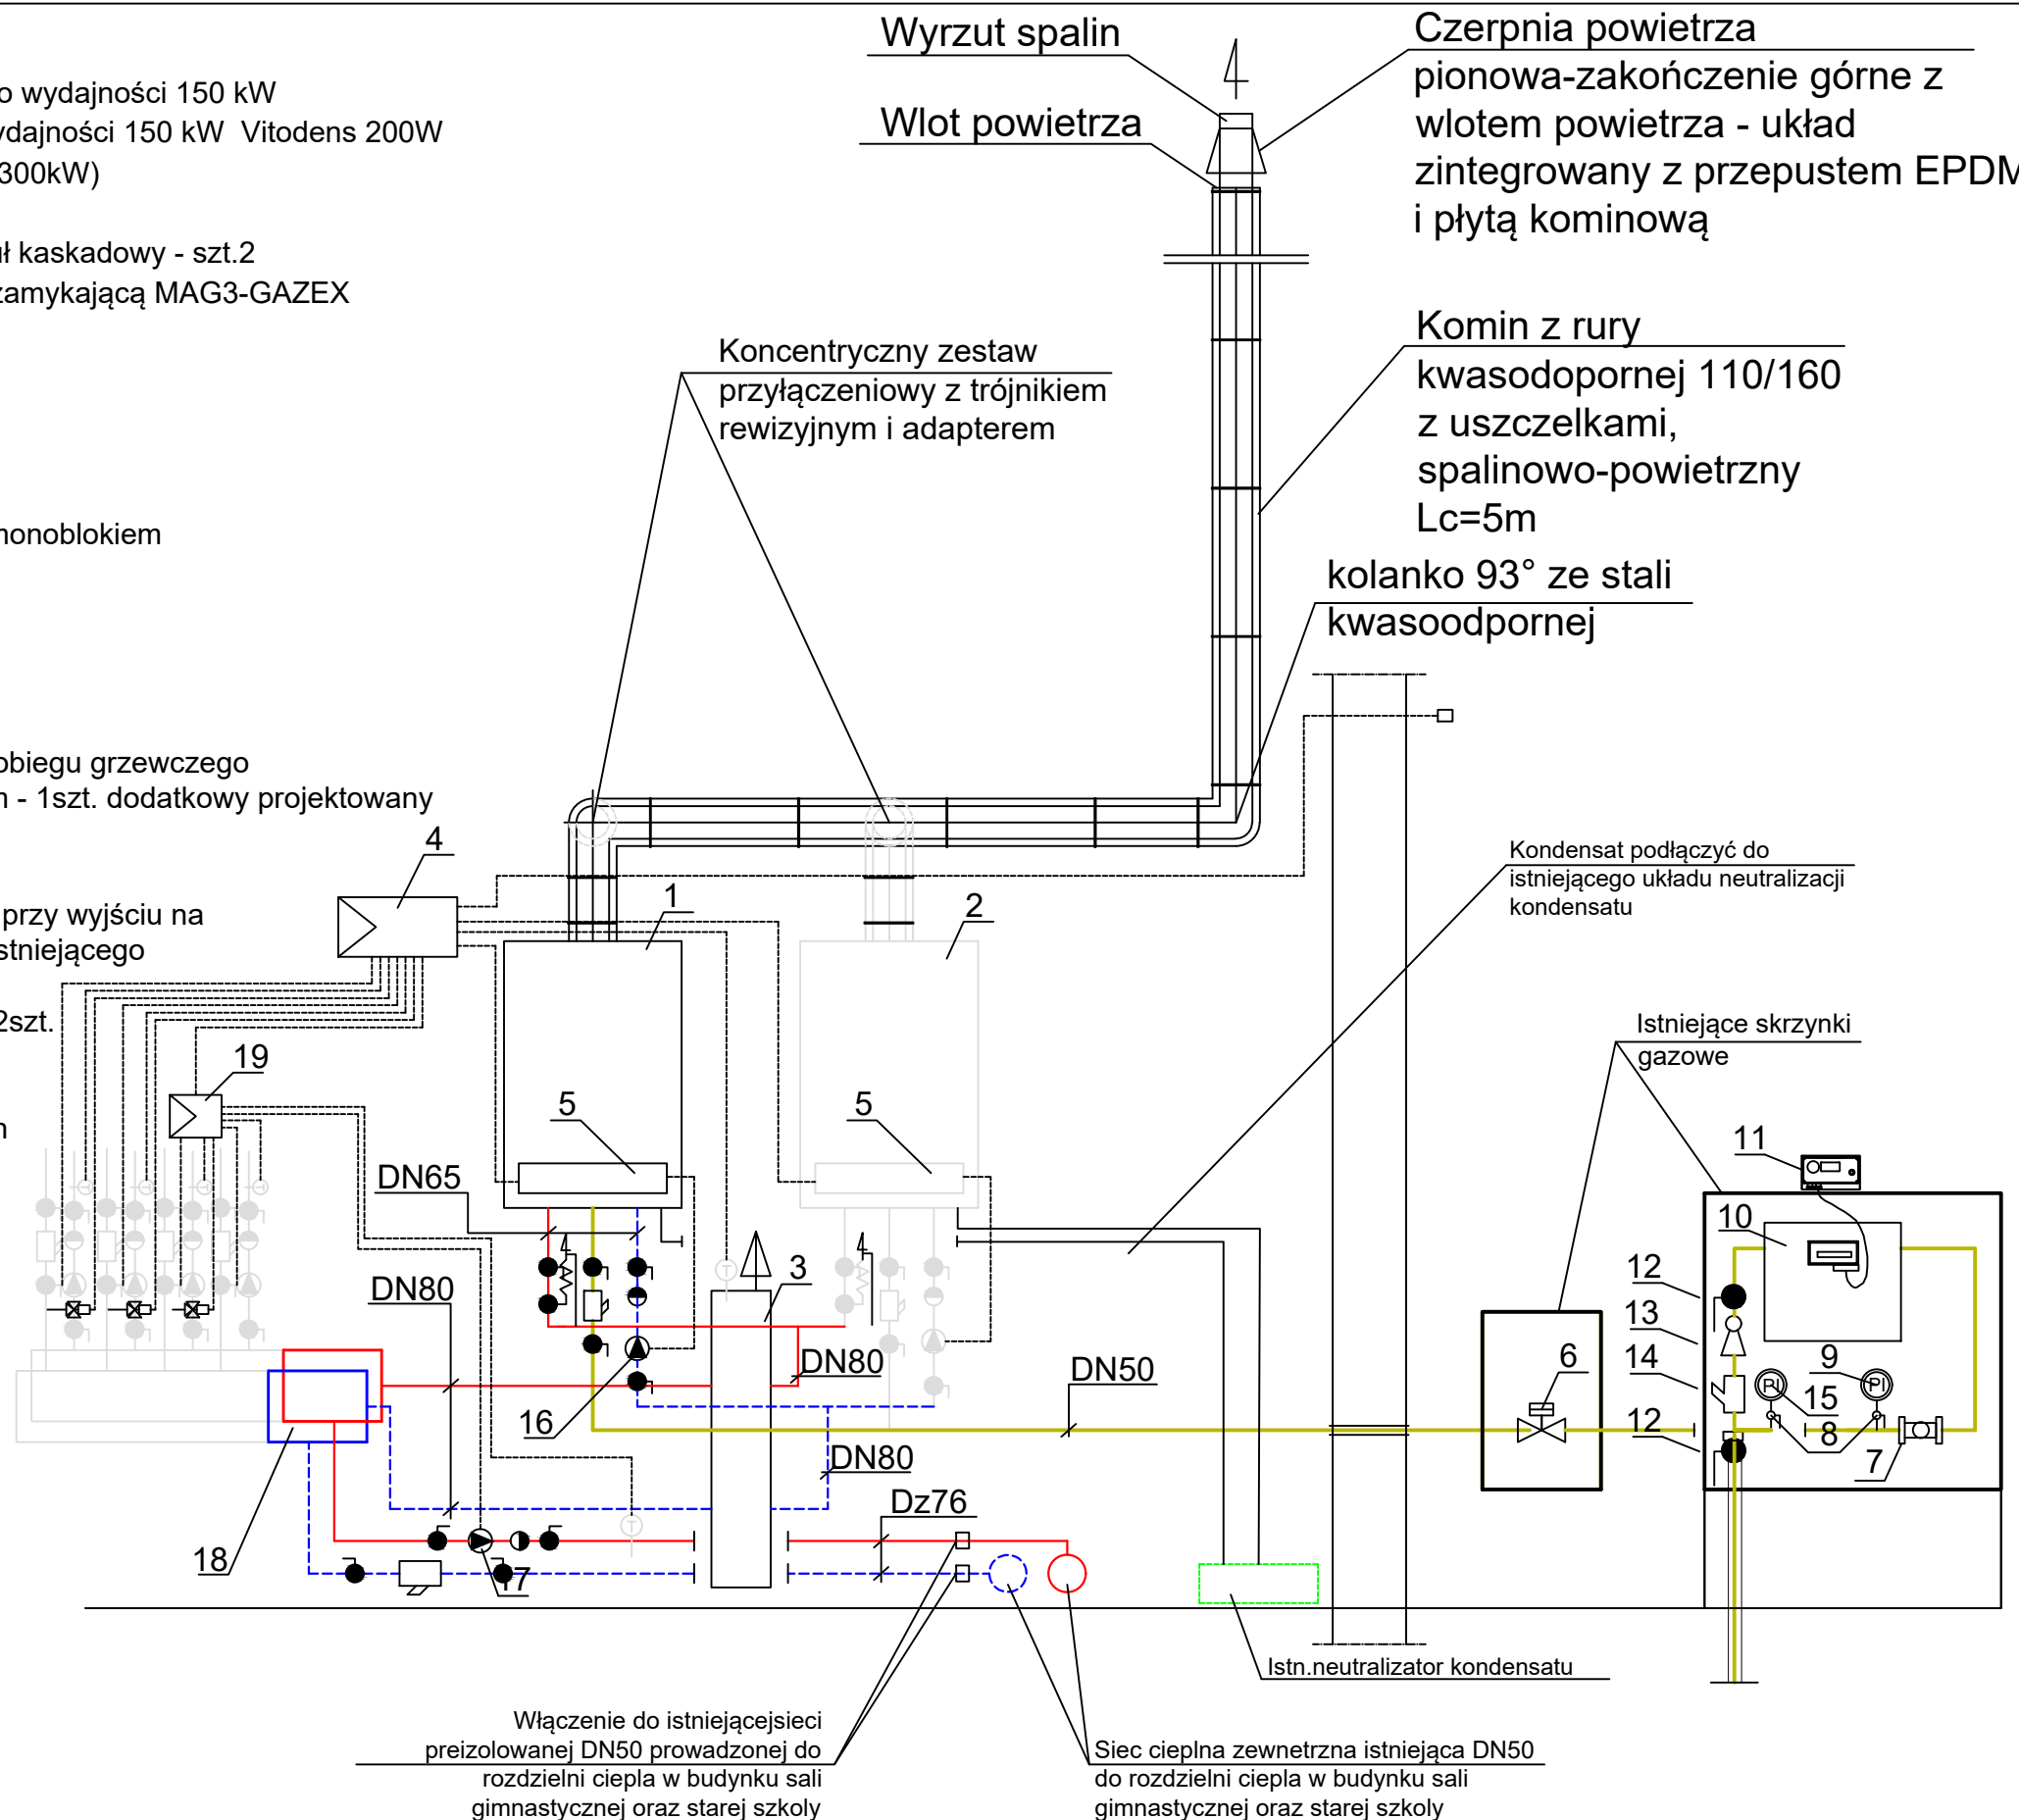 Wyrzut spalin
Wlot powietrza
Czerpnia powietrza
pionowa-zakończenie górne z
wlotem powietrza - układ
zintegrowany z przepustem EPDM
i płytą kominową
o wydajności 150 kW
ydajności 150 kW Vitodens 200W
300kW)
ł kaskadowy - szt.2
zamykającą MAG3-GAZEX
Koncentryczny zestaw
przyłączeniowy z trójnikiem
rewizyjnym i adapterem
Komin z rury
kwasodopornej 110/160
z uszczelkami,
spalinowo-powietrzny
Lc=5m
monoblokiem
kolanko 93° ze stali
kwasoodpornej
obiegu grzewczego
n - 1szt. dodatkowy projektowany
4
1
2
Kondensat podłączyć do
istniejącego układu neutralizacji
kondensatu
przy wyjściu na
stniejącego
2szt.
19
5
5
Istniejące skrzynki
gazowe
11
10
DN65
DN80
3
12
13
14
12
9
15
8
7
6
DN80
DN50
16
DN80
Dz76
18
17
PI
PI
T
T
T
T
T
T
Istn.neutralizator kondensatu
Włączenie do istniejącejsieci
preizolowanej DN50 prowadzonej do
rozdzielni ciepla w budynku sali
gimnastycznej oraz starej szkoly
Siec cieplna zewnetrzna istniejąca DN50
do rozdzielni ciepla w budynku sali
gimnastycznej oraz starej szkoly